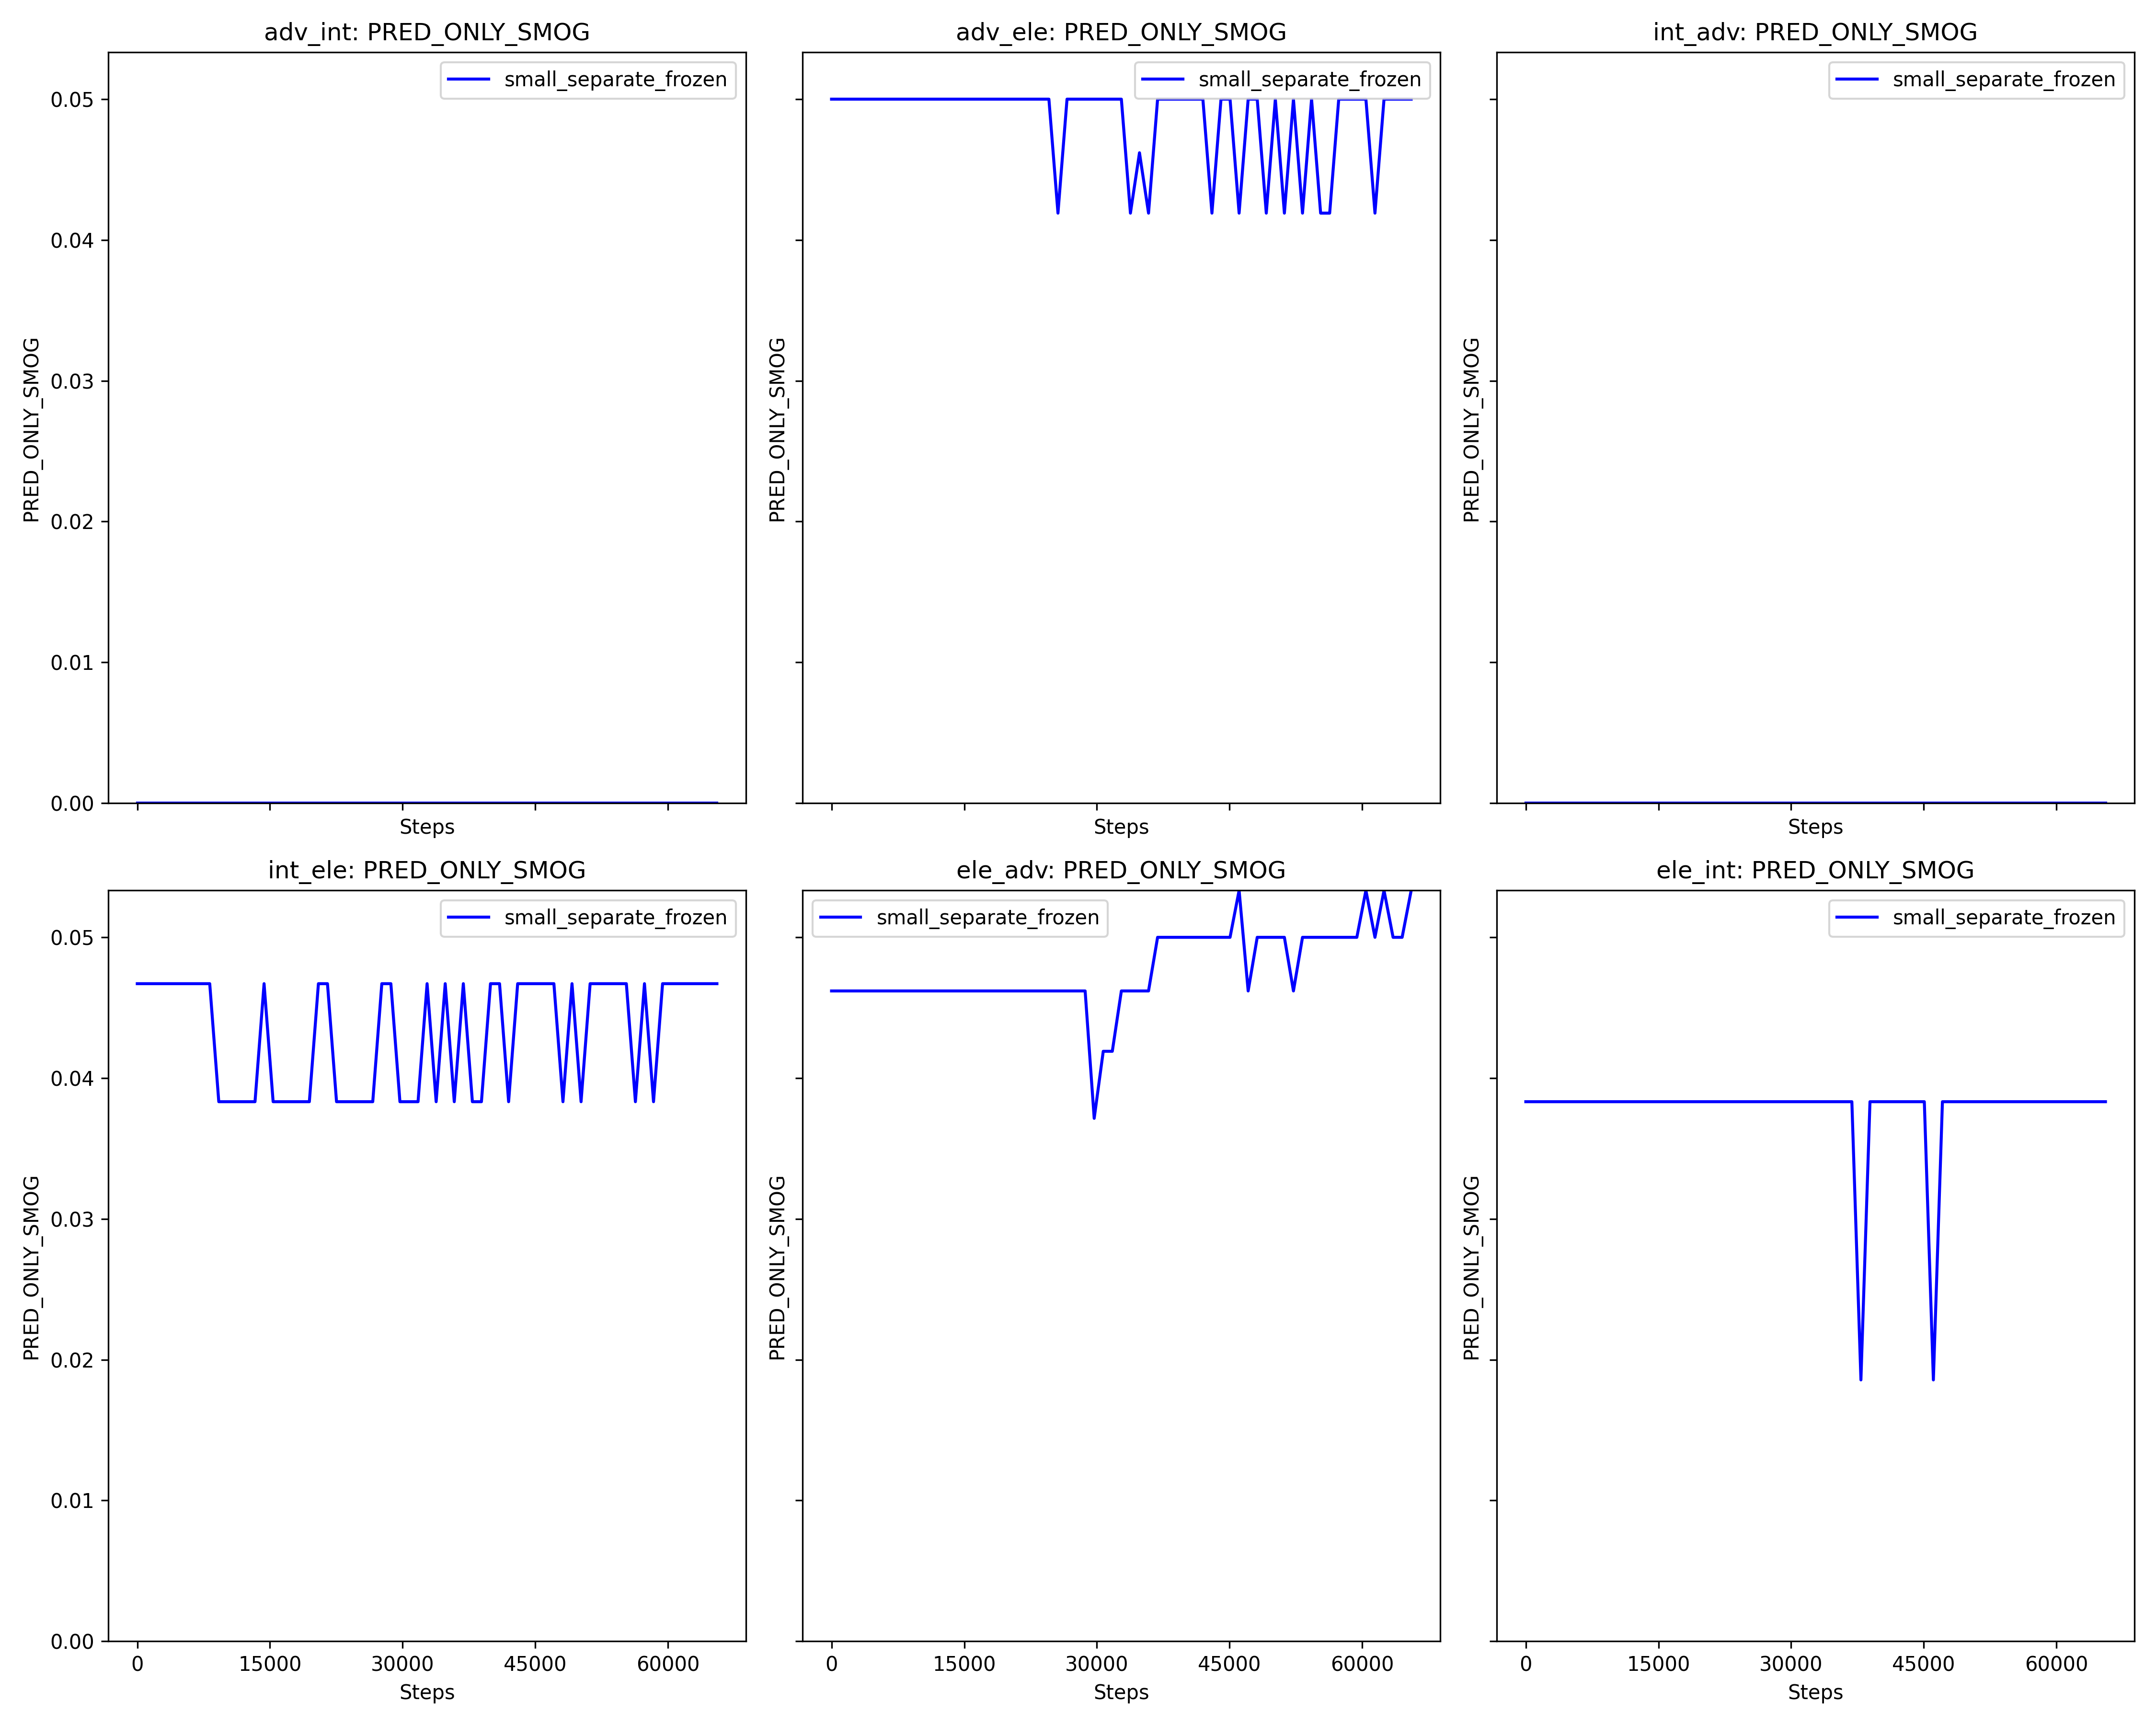 adv_int: PRED_ONLY_SMOG
small_separate_frozen
PRED_ONLY_SMOG
0.05
0.04
0.03
0.02
0.01
0.00
Steps
adv_ele: PRED_ONLY_SMOG
small_separate_frozen
PRED_ONLY_SMOG
Steps
int_adv: PRED_ONLY_SMOG
small_separate_frozen
PRED_ONLY_SMOG
Steps
int_ele: PRED_ONLY_SMOG
small_separate_frozen
PRED_ONLY_SMOG
0.05
0.04
0.03
0.02
0.01
0.00
0 15000 30000 45000 60000
Steps
ele_adv: PRED_ONLY_SMOG
small_separate_frozen
PRED_ONLY_SMOG
0 15000 30000 45000 60000
Steps
ele_int: PRED_ONLY_SMOG
small_separate_frozen
PRED_ONLY_SMOG
0 15000 30000 45000 60000
Steps